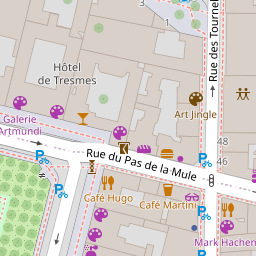 Hôtel
de Tresmes
Rue des Tournel
Galerie
Artmundi
Art Jingle
48
46
Rue du Pas de la Mule
Café Hugo
Café Martini
Mark Hachem